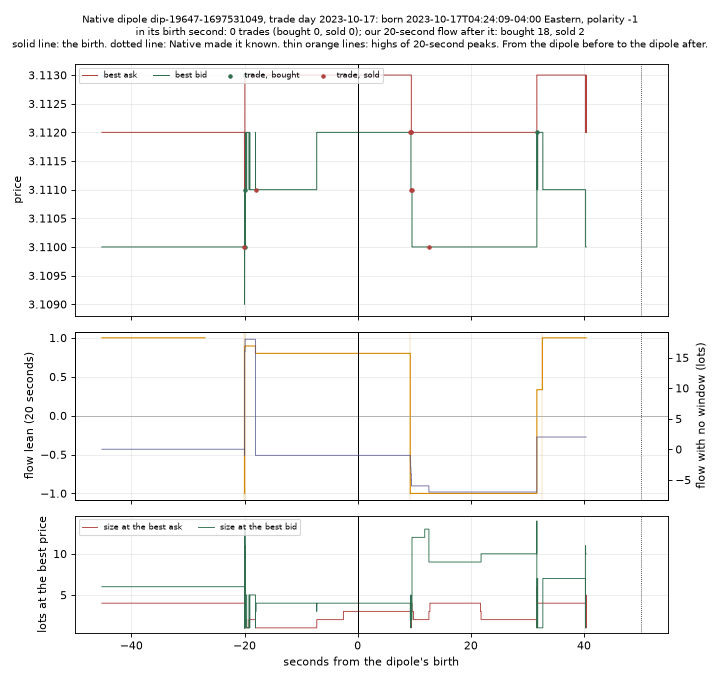 Native dipole dip-19647-1697531049, trade day 2023-10-17: born 2023-10-17T04:24:09-04:00 Eastern, polarity -1
in its birth second: 0 trades (bought 0, sold 0); our 20-second flow after it: bought 18, sold 2
solid line: the birth. dotted line: Native made it known. thin orange lines: highs of 20-second peaks. From the dipole before to the dipole after.
best ask best bid trade, bought trade, sold
3.1130
3.1125
3.1120
3.1115
3.1110
3.1105
3.1100
3.1095
3.1090
price
1.0
0.5
0.0
−0.5
−1.0
flow lean (20 seconds)
15
10
5
0
−5
flow with no window (lots)
size at the best ask size at the best bid
10
5
lots at the best price
−40 −20 0 20 40
seconds from the dipole's birth